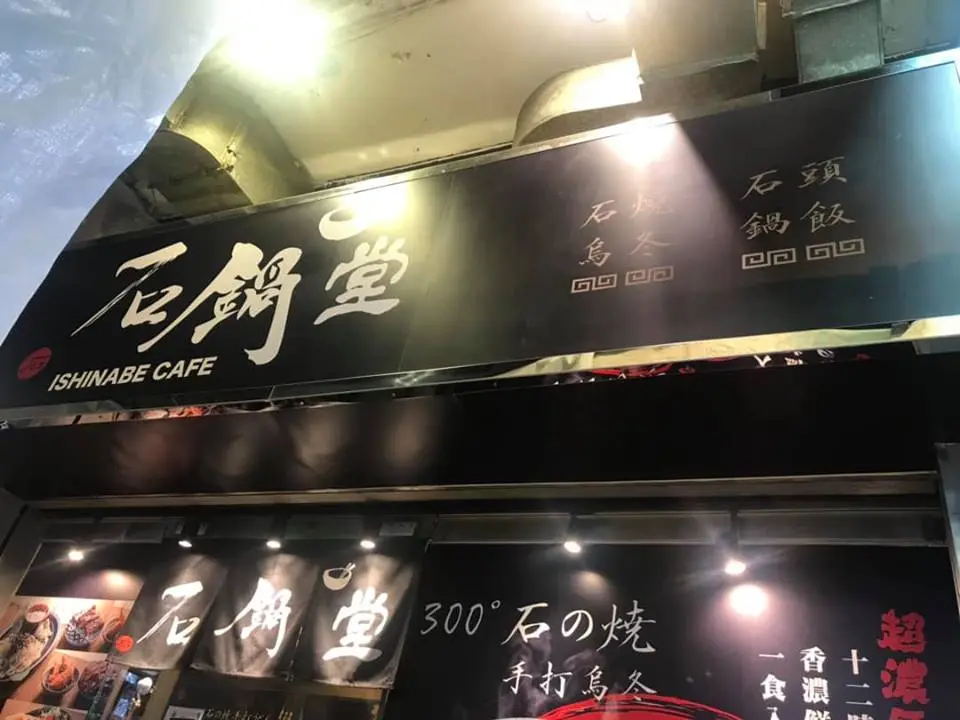 石鍋堂
ISHINABE CAFE
石燒
烏冬
石頭
鍋飯
石鍋堂
300°石の焼
手打烏冬
超濃
十二
香濃
一食入